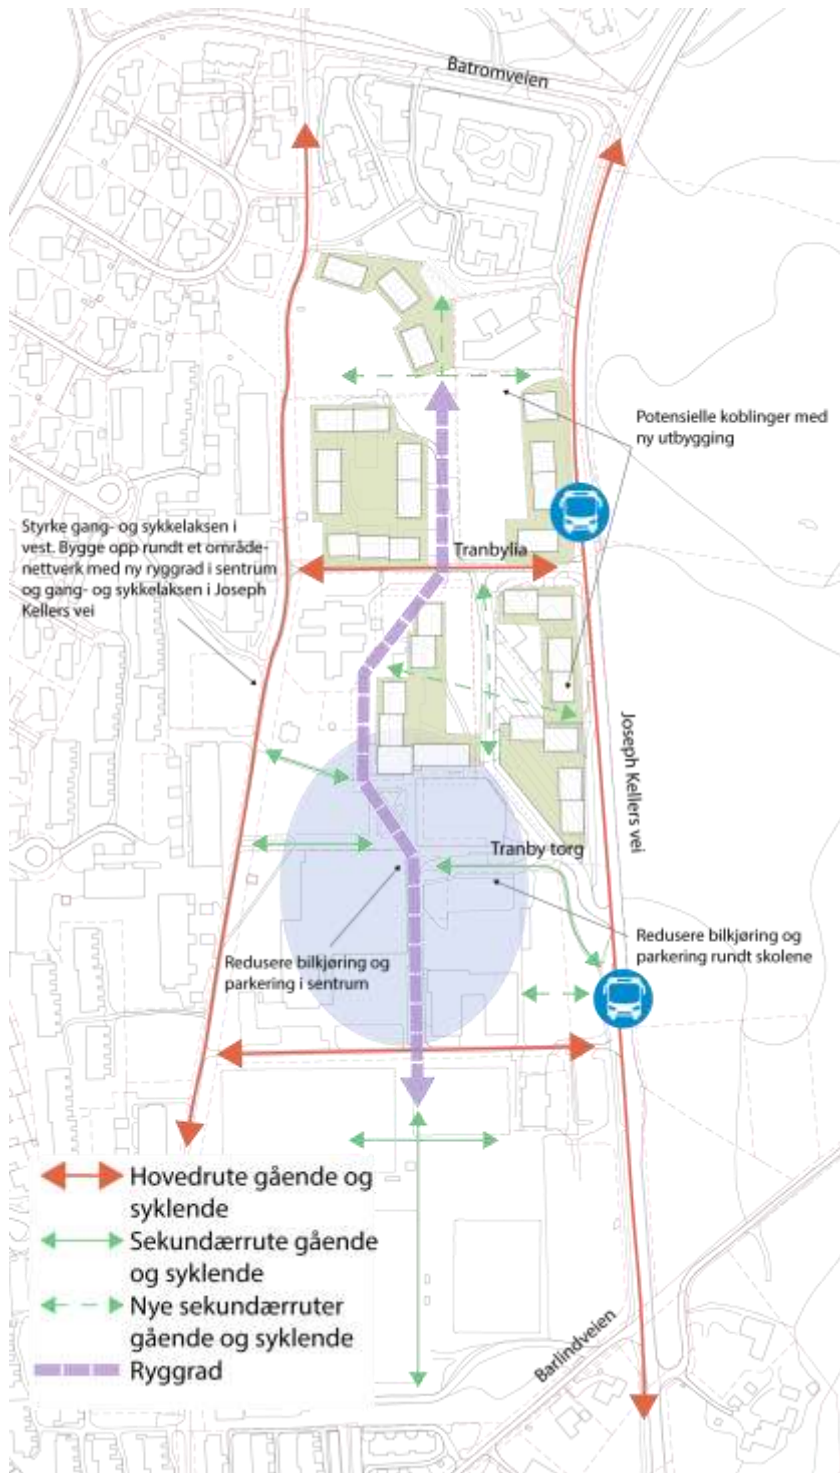 Batromveien
Potensielle koblinger med
ny utbygging
Styrke gang- og sykkelaksen i
vest. Bygge opp rundt et område-
nettverk med ny ryggrad i sentrum
og gang- og sykkelaksen i Joseph
Kellers vei
Tranbylia
Joseph Kellers vei
Tranby torg
Redusere bilkjøring og
parkering i sentrum
Redusere bilkjøring og
parkering rundt skolene
Hovedrute gående og
syklende
Sekundærrute gående
og syklende
Nye sekundærruter
gående og syklende
Ryggrad
Barlindveien